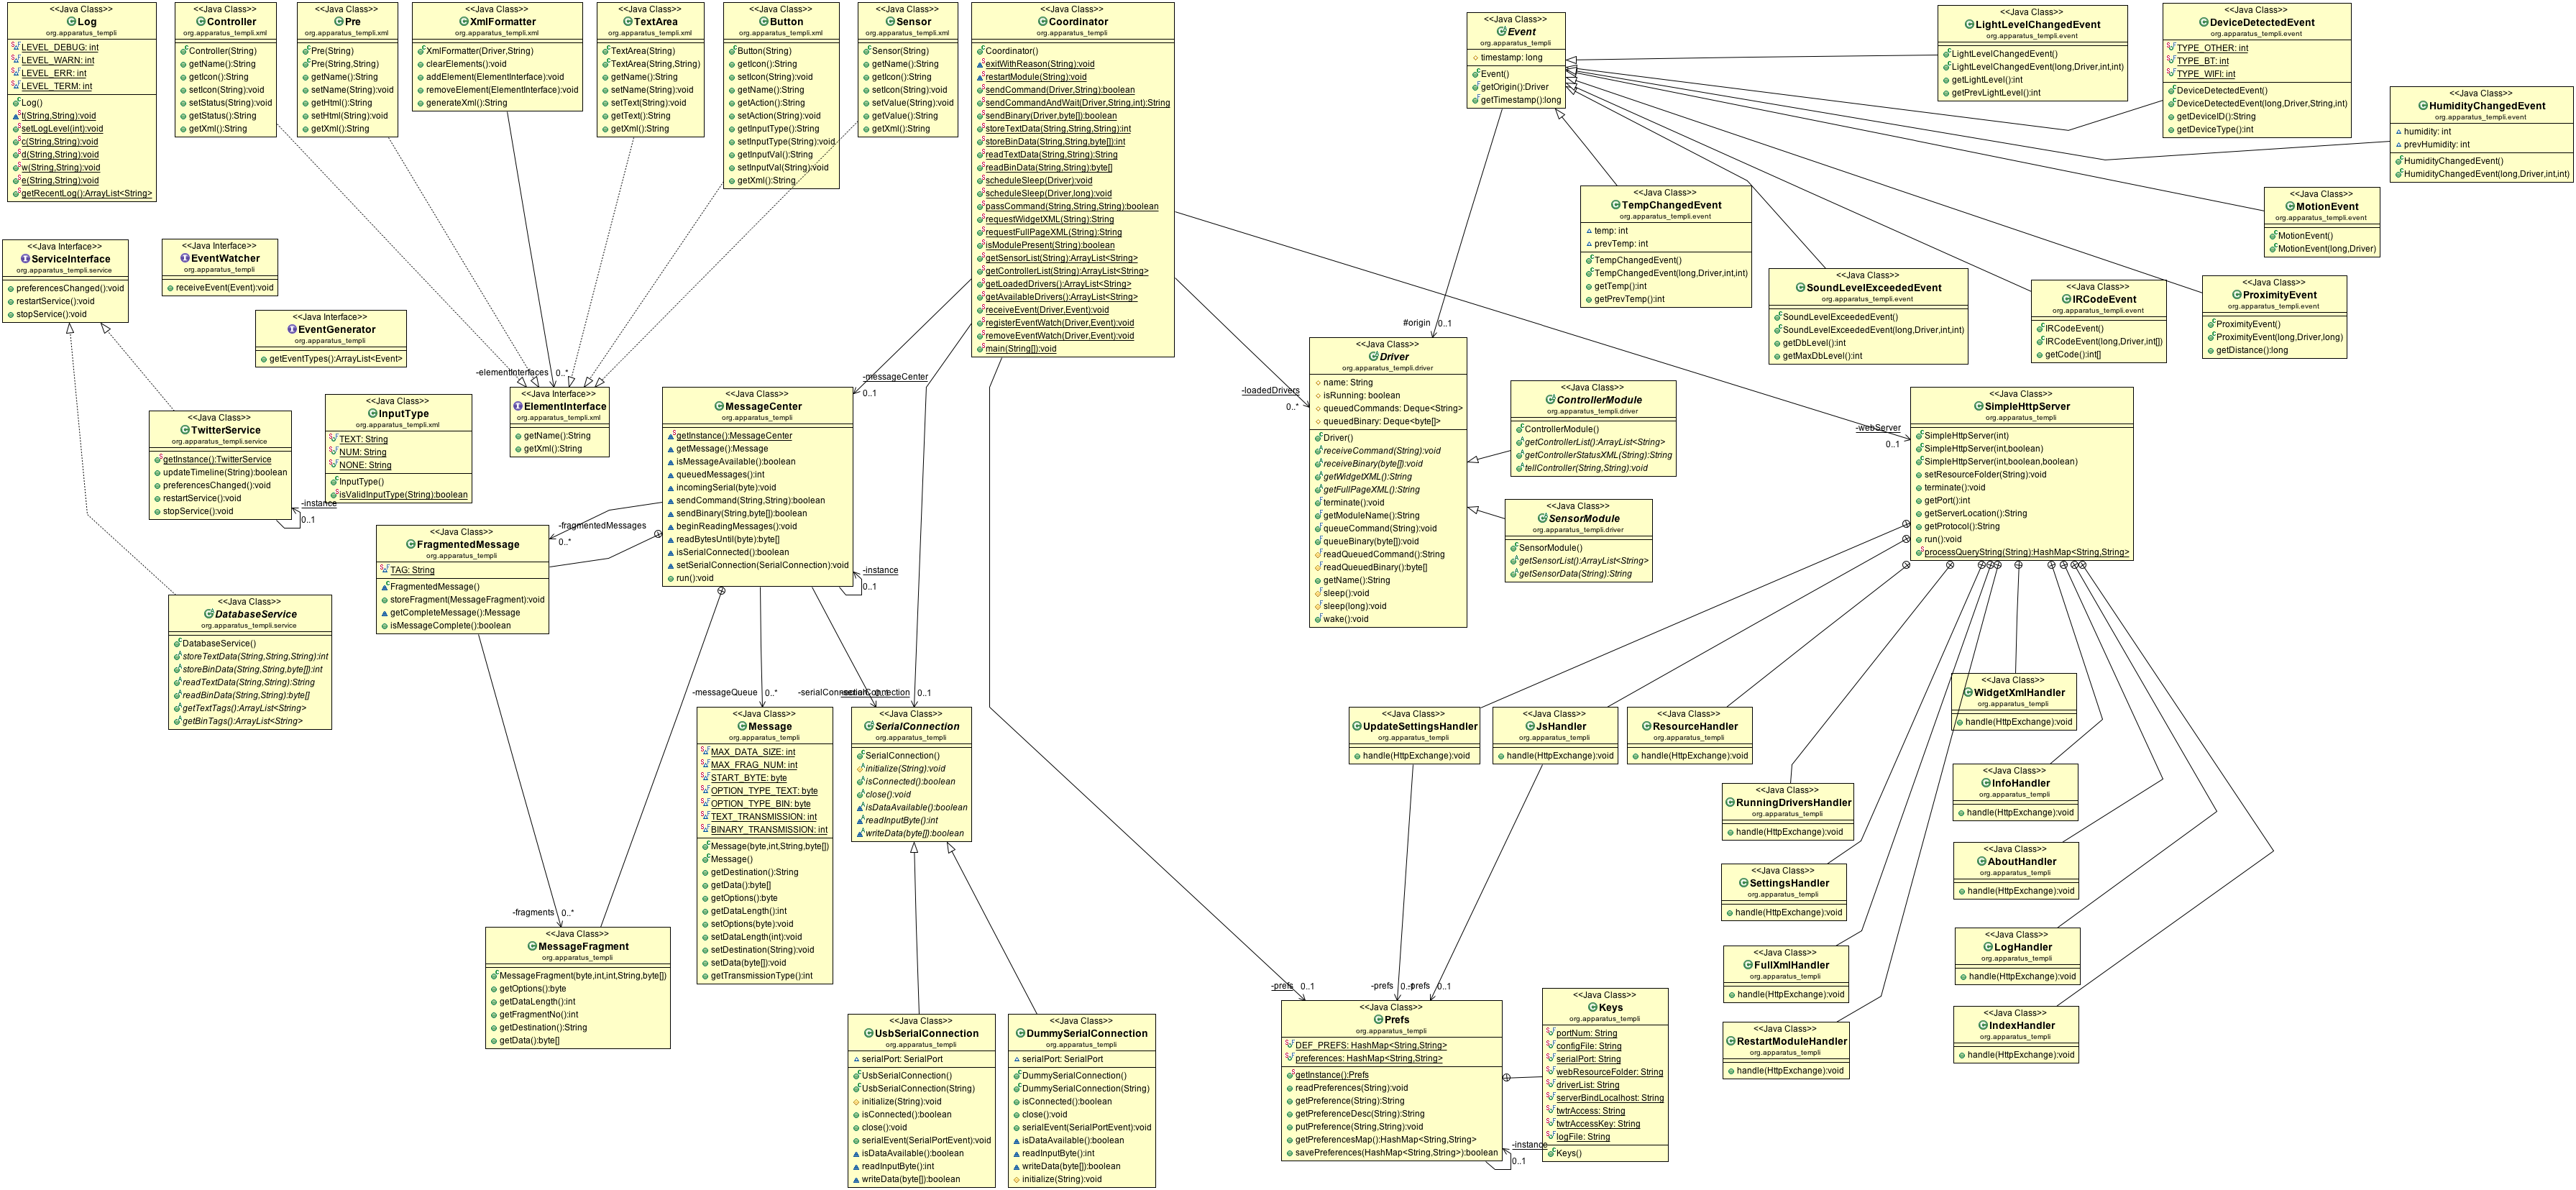 <<Java Class>>
Log
org.apparatus_templi
LEVEL_DEBUG: int
LEVEL_WARN: int
LEVEL_ERR: int
LEVEL_TERM: int
Log()
t(String,String):void
setLogLevel(int):void
c(String,String):void
d(String,String):void
w(String,String):void
e(String,String):void
getRecentLog():ArrayList<String>
<<Java Class>>
Controller
org.apparatus_templi.xml
Controller(String)
getName():String
getIcon():String
setIcon(String):void
setStatus(String):void
getStatus():String
getXml():String
<<Java Class>>
Pre
org.apparatus_templi.xml
Pre(String)
Pre(String,String)
getName():String
setName(String):void
getHtml():String
setHtml(String):void
getXml():String
<<Java Class>>
XmlFormatter
org.apparatus_templi.xml
XmlFormatter(Driver,String)
clearElements():void
addElement(ElementInterface):void
removeElement(ElementInterface):void
generateXml():String
<<Java Class>>
TextArea
org.apparatus_templi.xml
TextArea(String)
TextArea(String,String)
getName():String
setName(String):void
setText(String):void
getText():String
getXml():String
<<Java Class>>
Button
org.apparatus_templi.xml
Button(String)
getIcon():String
setIcon(String):void
getName():String
getAction():String
setAction(String):void
getInputType():String
setInputType(String):void
getInputVal():String
setInputVal(String):void
getXml():String
<<Java Class>>
Sensor
org.apparatus_templi.xml
Sensor(String)
getName():String
getIcon():String
setIcon(String):void
setValue(String):void
getValue():String
getXml():String
<<Java Class>>
Coordinator
org.apparatus_templi
Coordinator()
exitWithReason(String):void
restartModule(String):void
sendCommand(Driver,String):boolean
sendCommandAndWait(Driver,String,int):String
sendBinary(Driver,byte[]):boolean
storeTextData(String,String,String):int
storeBinData(String,String,byte[]):int
readTextData(String,String):String
readBinData(String,String):byte[]
scheduleSleep(Driver):void
scheduleSleep(Driver,long):void
passCommand(String,String,String):boolean
requestWidgetXML(String):String
requestFullPageXML(String):String
isModulePresent(String):boolean
getSensorList(String):ArrayList<String>
getControllerList(String):ArrayList<String>
getLoadedDrivers():ArrayList<String>
getAvailableDrivers():ArrayList<String>
receiveEvent(Driver,Event):void
registerEventWatch(Driver,Event):void
removeEventWatch(Driver,Event):void
main(String[]):void
<<Java Class>>
Event
org.apparatus_templi
timestamp: long
Event()
getOrigin():Driver
getTimestamp():long
<<Java Class>>
LightLevelChangedEvent
org.apparatus_templi.event
LightLevelChangedEvent()
LightLevelChangedEvent(long,Driver,int,int)
getLightLevel():int
getPrevLightLevel():int
<<Java Class>>
DeviceDetectedEvent
org.apparatus_templi.event
TYPE_OTHER: int
TYPE_BT: int
TYPE_WIFI: int
DeviceDetectedEvent()
DeviceDetectedEvent(long,Driver,String,int)
getDeviceID():String
getDeviceType():int
<<Java Class>>
HumidityChangedEvent
org.apparatus_templi.event
humidity: int
prevHumidity: int
HumidityChangedEvent()
HumidityChangedEvent(long,Driver,int,int)
<<Java Class>>
TempChangedEvent
org.apparatus_templi.event
temp: int
prevTemp: int
TempChangedEvent()
TempChangedEvent(long,Driver,int,int)
getTemp():int
getPrevTemp():int
<<Java Class>>
MotionEvent
org.apparatus_templi.event
MotionEvent()
MotionEvent(long,Driver)
<<Java Class>>
SoundLevelExceededEvent
org.apparatus_templi.event
SoundLevelExceededEvent()
SoundLevelExceededEvent(long,Driver,int,int)
getDbLevel():int
getMaxDbLevel():int
<<Java Class>>
IRCodeEvent
org.apparatus_templi.event
IRCodeEvent()
IRCodeEvent(long,Driver,int[])
getCode():int[]
<<Java Class>>
ProximityEvent
org.apparatus_templi.event
ProximityEvent()
ProximityEvent(long,Driver,long)
getDistance():long
<<Java Interface>>
ServiceInterface
org.apparatus_templi.service
preferencesChanged():void
restartService():void
stopService():void
<<Java Interface>>
EventWatcher
org.apparatus_templi
receiveEvent(Event):void
<<Java Interface>>
EventGenerator
org.apparatus_templi
getEventTypes():ArrayList<Event>
-elementInterfaces 0..*
<<Java Interface>>
ElementInterface
org.apparatus_templi.xml
getName():String
getXml():String
<<Java Class>>
TwitterService
org.apparatus_templi.service
getInstance():TwitterService
updateTimeline(String):boolean
preferencesChanged():void
restartService():void
stopService():void
-instance
0..1
<<Java Class>>
InputType
org.apparatus_templi.xml
TEXT: String
NUM: String
NONE: String
InputType()
isValidInputType(String):boolean
<<Java Class>>
DatabaseService
org.apparatus_templi.service
DatabaseService()
storeTextData(String,String,String):int
storeBinData(String,String,byte[]):int
readTextData(String,String):String
readBinData(String,String):byte[]
getTextTags():ArrayList<String>
getBinTags():ArrayList<String>
-messageCenter
0..1
<<Java Class>>
MessageCenter
org.apparatus_templi
getInstance():MessageCenter
getMessage():Message
isMessageAvailable():boolean
queuedMessages():int
incomingSerial(byte):void
sendCommand(String,String):boolean
sendBinary(String,byte[]):boolean
beginReadingMessages():void
readBytesUntil(byte):byte[]
isSerialConnected():boolean
setSerialConnection(SerialConnection):void
run():void
-instance
0..1
-fragmentedMessages
0..*
<<Java Class>>
FragmentedMessage
org.apparatus_templi
TAG: String
FragmentedMessage()
storeFragment(MessageFragment):void
getCompleteMessage():Message
isMessageComplete():boolean
-fragments 0..*
<<Java Class>>
MessageFragment
org.apparatus_templi
MessageFragment(byte,int,int,String,byte[])
getOptions():byte
getDataLength():int
getFragmentNo():int
getDestination():String
getData():byte[]
-messageQueue 0..*
<<Java Class>>
Message
org.apparatus_templi
MAX_DATA_SIZE: int
MAX_FRAG_NUM: int
START_BYTE: byte
OPTION_TYPE_TEXT: byte
OPTION_TYPE_BIN: byte
TEXT_TRANSMISSION: int
BINARY_TRANSMISSION: int
Message(byte,int,String,byte[])
Message()
getDestination():String
getData():byte[]
getOptions():byte
getDataLength():int
setOptions(byte):void
setDataLength(int):void
setDestination(String):void
setData(byte[]):void
getTransmissionType():int
0..1
<<Java Class>>
SerialConnection
org.apparatus_templi
SerialConnection()
initialize(String):void
isConnected():boolean
close():void
isDataAvailable():boolean
readInputByte():int
writeData(byte[]):boolean
<<Java Class>>
UsbSerialConnection
org.apparatus_templi
serialPort: SerialPort
UsbSerialConnection()
UsbSerialConnection(String)
initialize(String):void
isConnected():boolean
close():void
serialEvent(SerialPortEvent):void
isDataAvailable():boolean
readInputByte():int
writeData(byte[]):boolean
<<Java Class>>
DummySerialConnection
org.apparatus_templi
serialPort: SerialPort
DummySerialConnection()
DummySerialConnection(String)
isConnected():boolean
close():void
serialEvent(SerialPortEvent):void
isDataAvailable():boolean
readInputByte():int
writeData(byte[]):boolean
initialize(String):void
#origin 0..1
-loadedDrivers
0..*
<<Java Class>>
Driver
org.apparatus_templi.driver
name: String
isRunning: boolean
queuedCommands: Deque<String>
queuedBinary: Deque<byte[]>
Driver()
receiveCommand(String):void
receiveBinary(byte[]):void
getWidgetXML():String
getFullPageXML():String
terminate():void
getModuleName():String
queueCommand(String):void
queueBinary(byte[]):void
readQueuedCommand():String
readQueuedBinary():byte[]
getName():String
sleep():void
sleep(long):void
wake():void
<<Java Class>>
ControllerModule
org.apparatus_templi.driver
ControllerModule()
getControllerList():ArrayList<String>
getControllerStatusXML(String):String
tellController(String,String):void
<<Java Class>>
SensorModule
org.apparatus_templi.driver
SensorModule()
getSensorList():ArrayList<String>
getSensorData(String):String
-webServer
0..1
<<Java Class>>
SimpleHttpServer
org.apparatus_templi
SimpleHttpServer(int)
SimpleHttpServer(int,boolean)
SimpleHttpServer(int,boolean,boolean)
setResourceFolder(String):void
terminate():void
getPort():int
getServerLocation():String
getProtocol():String
run():void
processQueryString(String):HashMap<String,String>
<<Java Class>>
UpdateSettingsHandler
org.apparatus_templi
handle(HttpExchange):void
<<Java Class>>
JsHandler
org.apparatus_templi
handle(HttpExchange):void
<<Java Class>>
ResourceHandler
org.apparatus_templi
handle(HttpExchange):void
<<Java Class>>
WidgetXmlHandler
org.apparatus_templi
handle(HttpExchange):void
<<Java Class>>
RunningDriversHandler
org.apparatus_templi
handle(HttpExchange):void
<<Java Class>>
InfoHandler
org.apparatus_templi
handle(HttpExchange):void
<<Java Class>>
SettingsHandler
org.apparatus_templi
handle(HttpExchange):void
<<Java Class>>
AboutHandler
org.apparatus_templi
handle(HttpExchange):void
<<Java Class>>
FullXmlHandler
org.apparatus_templi
handle(HttpExchange):void
<<Java Class>>
LogHandler
org.apparatus_templi
handle(HttpExchange):void
<<Java Class>>
RestartModuleHandler
org.apparatus_templi
handle(HttpExchange):void
<<Java Class>>
IndexHandler
org.apparatus_templi
handle(HttpExchange):void
-prefs 0..1
-prefs
-prefs 0..1
<<Java Class>>
Prefs
org.apparatus_templi
DEF_PREFS: HashMap<String,String>
preferences: HashMap<String,String>
getInstance():Prefs
readPreferences(String):void
getPreference(String):String
getPreferenceDesc(String):String
putPreference(String,String):void
getPreferencesMap():HashMap<String,String>
savePreferences(HashMap<String,String>):boolean
-instance
0..1
<<Java Class>>
Keys
org.apparatus_templi
portNum: String
configFile: String
serialPort: String
webResourceFolder: String
driverList: String
serverBindLocalhost: String
twtrAccess: String
twtrAccessKey: String
logFile: String
Keys()